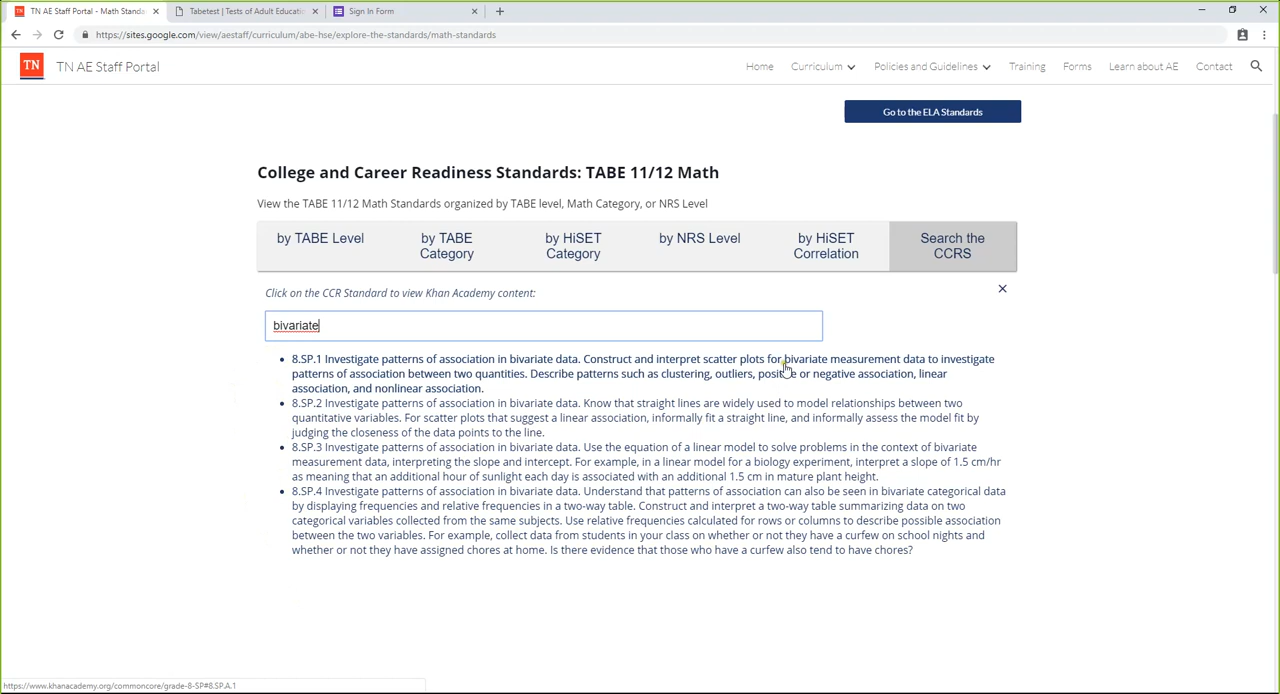 TN AE Staff Portal - Math Standa
Tabetest | Tests of Adult Educatio
Sign In Form
https://sites.google.com/view/aestaff/curriculum/abe-hse/explore-the-standards/math-standards
TN
TN AE Staff Portal
Home
Curriculum
Policies and Guidelines
Training
Forms
Learn about AE
Contact
Go to the ELA Standards
College and Career Readiness Standards: TABE 11/12 Math
View the TABE 11/12 Math Standards organized by TABE level, Math Category, or NRS Level
by TABE Level
by TABE
Category
by HiSET
Category
by NRS Level
by HiSET
Correlation
Search the
CCRS
Click on the CCR Standard to view Khan Academy content:
bivariate
• 8.SP.1 Investigate patterns of association in bivariate data. Construct and interpret scatter plots for bivariate measurement data to investigate
patterns of association between two quantities. Describe patterns such as clustering, outliers, positive or negative association, linear
association, and nonlinear association.
• 8.SP.2 Investigate patterns of association in bivariate data. Know that straight lines are widely used to model relationships between two
quantitative variables. For scatter plots that suggest a linear association, informally fit a straight line, and informally assess the model fit by
judging the closeness of the data points to the line.
• 8.SP.3 Investigate patterns of association in bivariate data. Use the equation of a linear model to solve problems in the context of bivariate
measurement data, interpreting the slope and intercept. For example, in a linear model for a biology experiment, interpret a slope of 1.5 cm/hr
as meaning that an additional hour of sunlight each day is associated with an additional 1.5 cm in mature plant height.
• 8.SP.4 Investigate patterns of association in bivariate data. Understand that patterns of association can also be seen in bivariate categorical data
by displaying frequencies and relative frequencies in a two-way table. Construct and interpret a two-way table summarizing data on two
categorical variables collected from the same subjects. Use relative frequencies calculated for rows or columns to describe possible association
between the two variables. For example, collect data from students in your class on whether or not they have a curfew on school nights and
whether or not they have assigned chores at home. Is there evidence that those who have a curfew also tend to have chores?
https://www.khanacademy.org/commoncore/grade-8-SP#8.SP.A.1